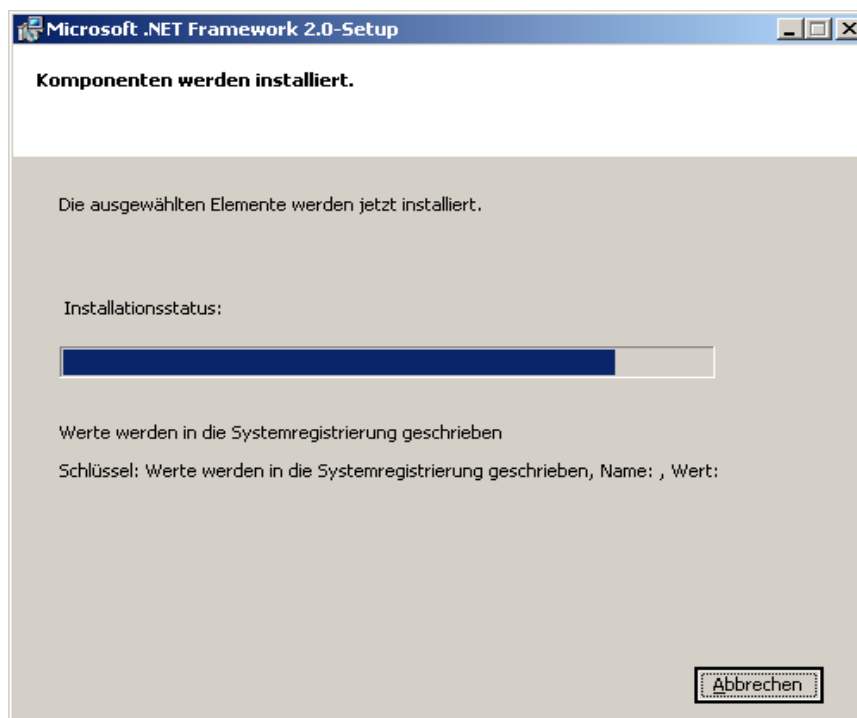 Microsoft .NET Framework 2.0-Setup
Komponenten werden installiert.
Die ausgewählten Elemente werden jetzt installiert.
Installationsstatus:
Werte werden in die Systemregistrierung geschrieben
Schlüssel: Werte werden in die Systemregistrierung geschrieben, Name: , Wert:
Abbrechen